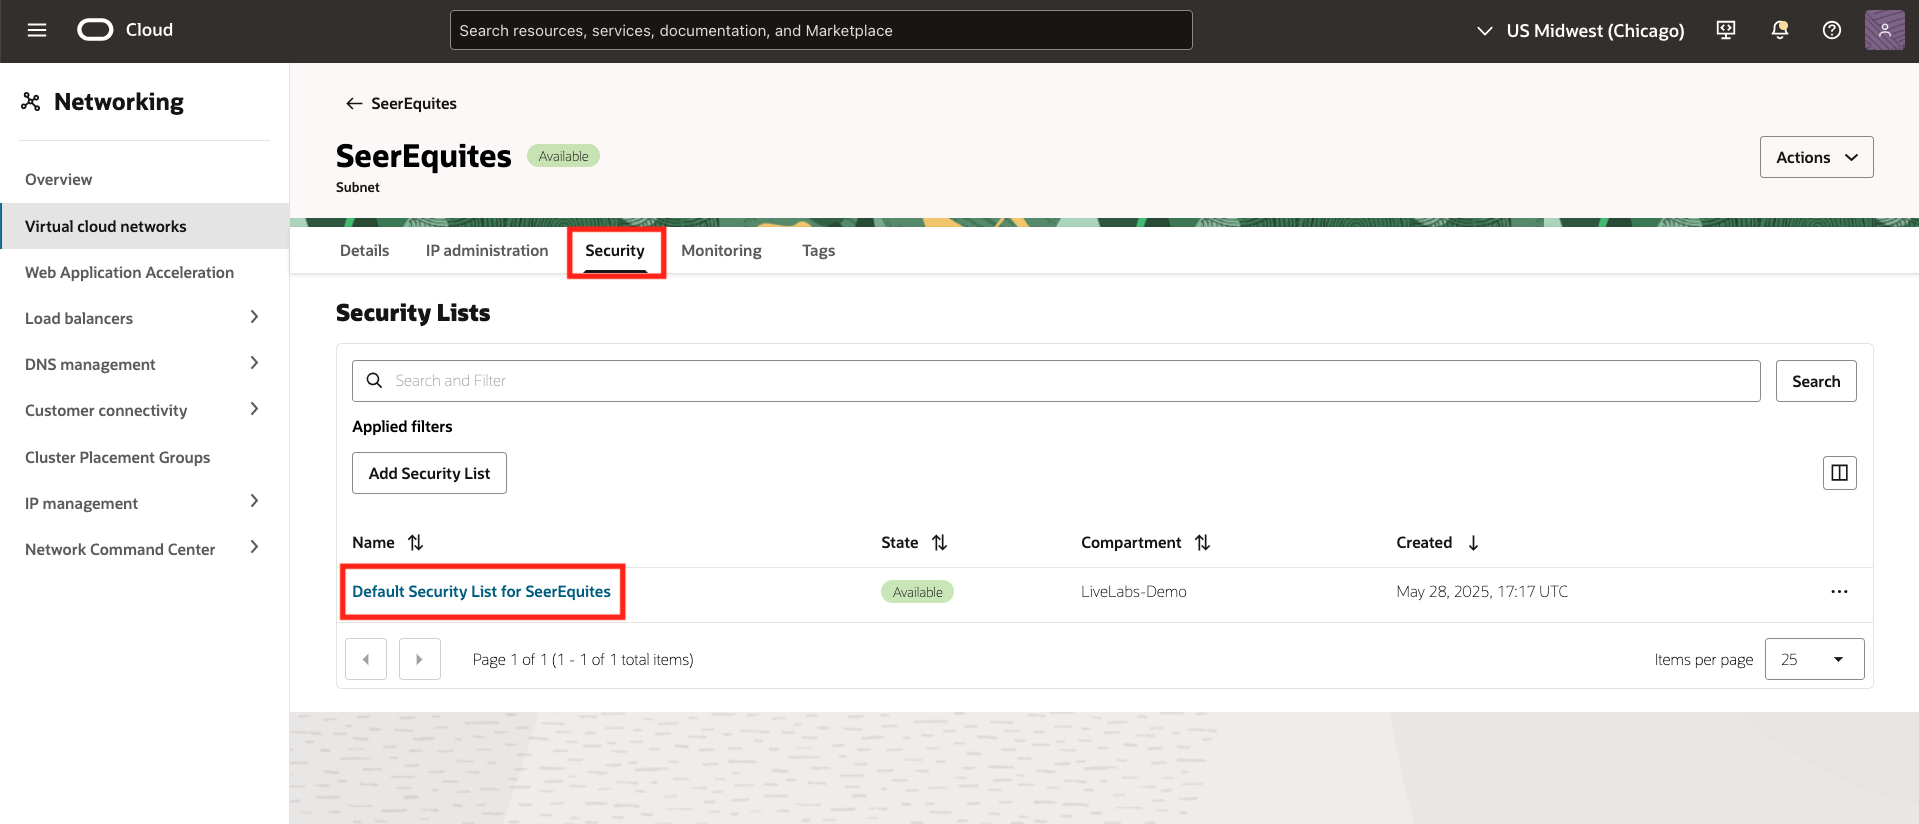 Cloud
Search resources, services, documentation, and Marketplace
US Midwest (Chicago)
Networking
Overview
Virtual cloud networks
Web Application Acceleration
Load balancers
DNS management
Customer connectivity
Cluster Placement Groups
IP management
Network Command Center
SeerEquites
SeerEquites Available
Subnet
Actions
Details IP administration Security Monitoring Tags
Security Lists
Search and Filter
Search
Applied filters
Add Security List
Name State Compartment Created
Default Security List for SeerEquites Available LiveLabs-Demo May 28, 2025, 17:17 UTC
Page 1 of 1 (1 - 1 of 1 total items) Items per page 25